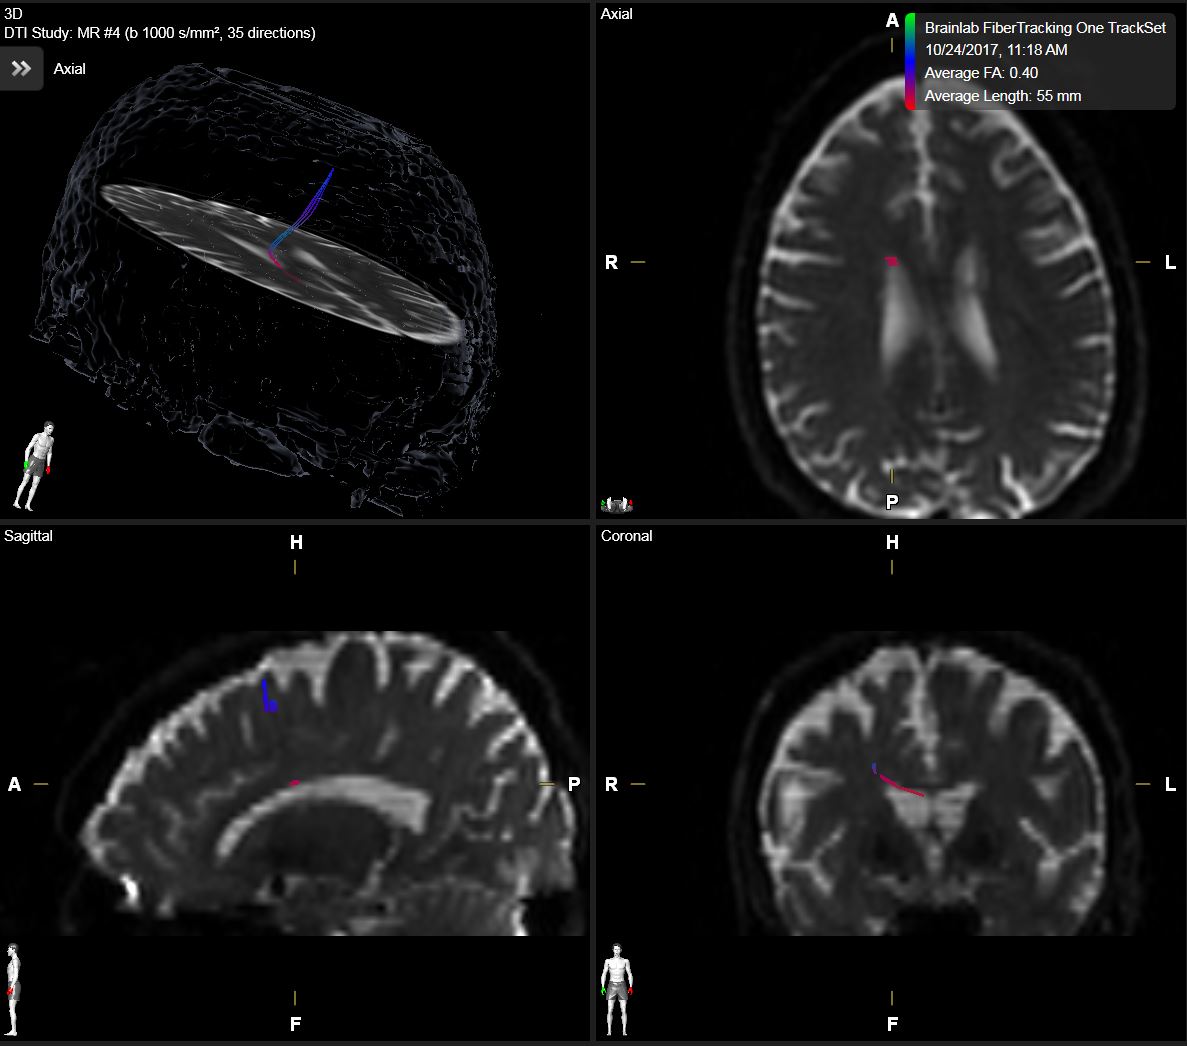 3D
DTI Study: MR #4 (b 1000 s/mm², 35 directions)
Axial
Axial
A
Brainlab FiberTracking One TrackSet
10/24/2017, 11:18 AM
Average FA: 0.40
Average Length: 55 mm
R
L
P
Sagittal
H
A
P
F
Coronal
H
R
L
F